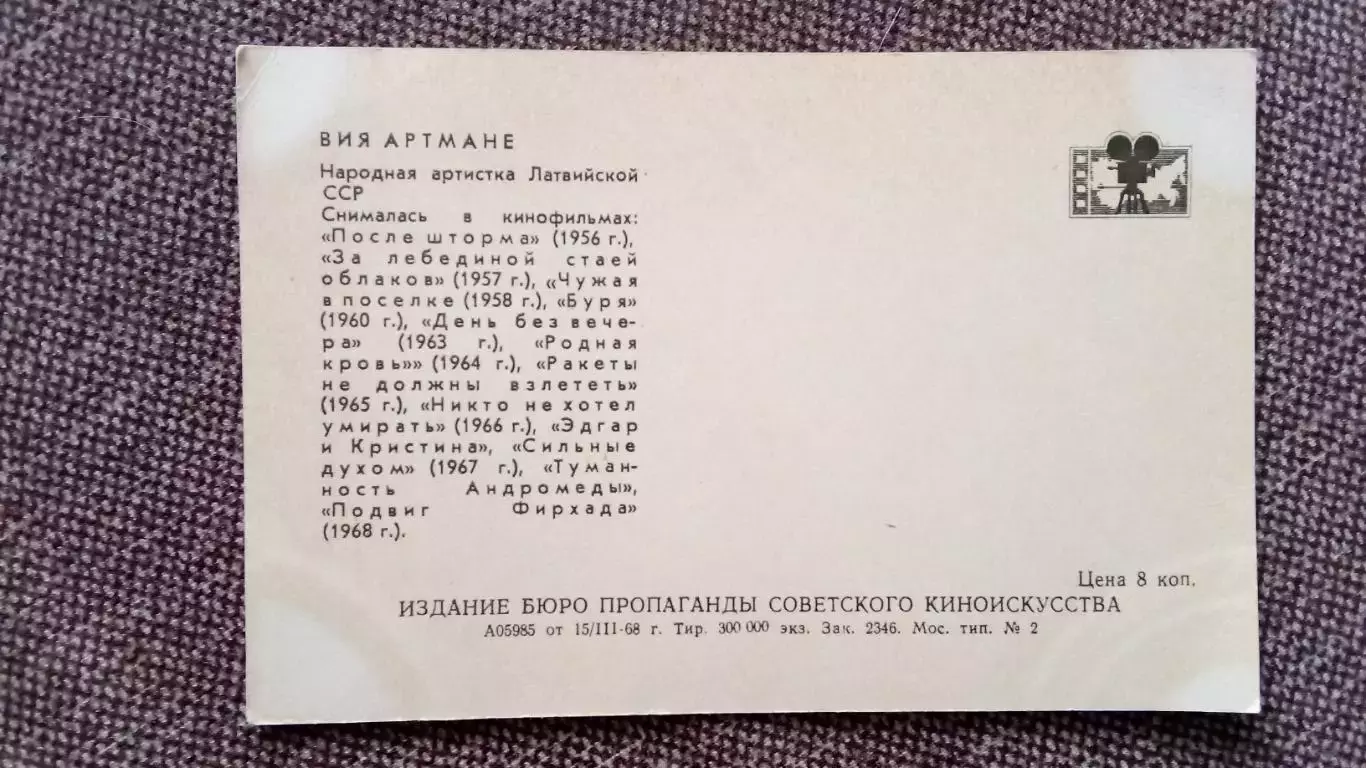 ВИЯ АРТМАНЕ
Народная артистка Латвийской
ССР
Снималась в кинофильмах:
«После шторма» (1956 г.),
«За лебединой стаей
облаков» (1957 г.), «Чужая
в поселке (1958 г.), «Буря»
(1960 г.), «День без вече-
ра» (1963 г.), «Родная
кровь»» (1964 г.), «Ракеты
не должны взлететь»
(1965 г.), «Никто не хотел
умирать» (1966 г.), «Эдгар
и Кристина», «Сильные
духом» (1967 г.), «Туман-
ность Андромеды»,
«Подвиг Фирхада»
(1968 г.).
Цена 8 коп.
ИЗДАНИЕ БЮРО ПРОПАГАНДЫ СОВЕТСКОГО КИНОИСКУССТВА
А05985 от 15/III-68 г. Тир. 300 000 экз. Зак. 2346. Мос. тип. № 2